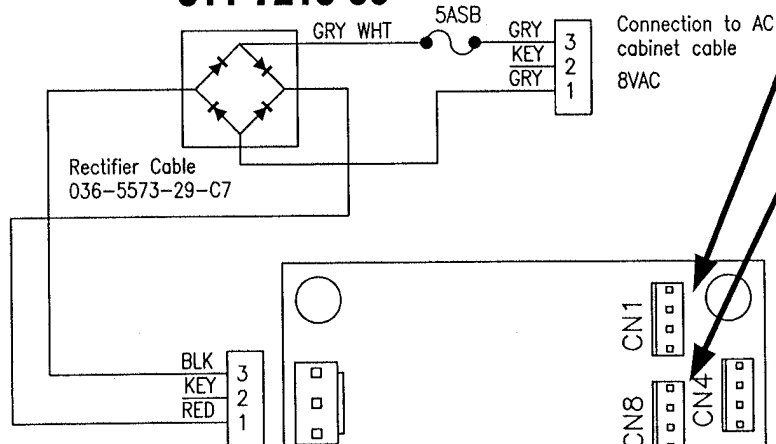 GRY WHT
5ASB
GRY
KEY
GRY
3
2
1
Connection to AC
cabinet cable
8VAC
Rectifier Cable
036-5573-29-C7
CN1
CN4
CN8
BLK
KEY
RED
3
2
1